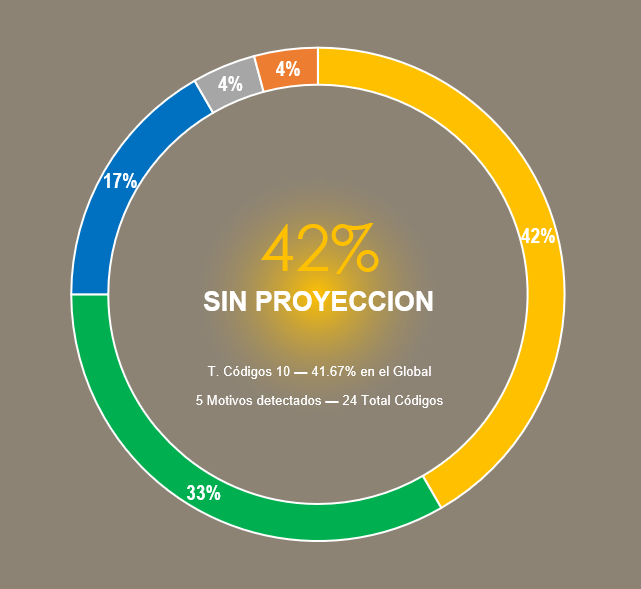 4%
4%
17%
42%
42%
SIN PROYECCION
T. Códigos 10 — 41.67% en el Global
5 Motivos detectados — 24 Total Códigos
33%